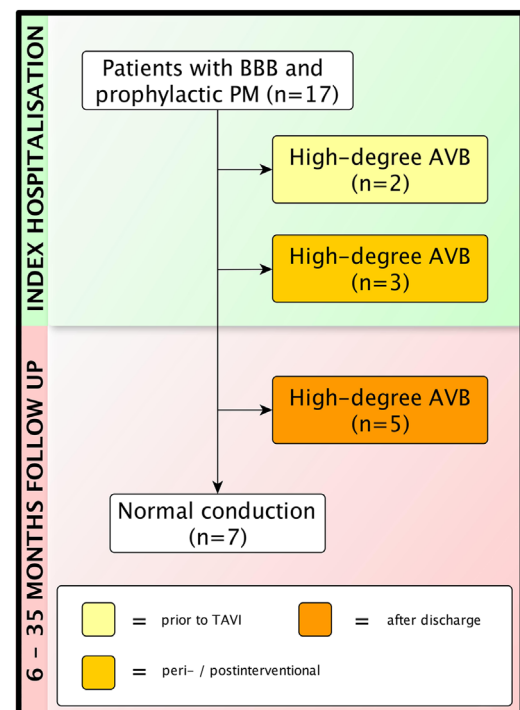 INDEX HOSPITALISATION
Patients with BBB and
prophylactic PM (n=17)
High-degree AVB
(n=2)
High-degree AVB
(n=3)
6 - 35 MONTHS FOLLOW UP
High-degree AVB
(n=5)
Normal conduction
(n=7)
= prior to TAVI
= after discharge
= peri- / postinterventional